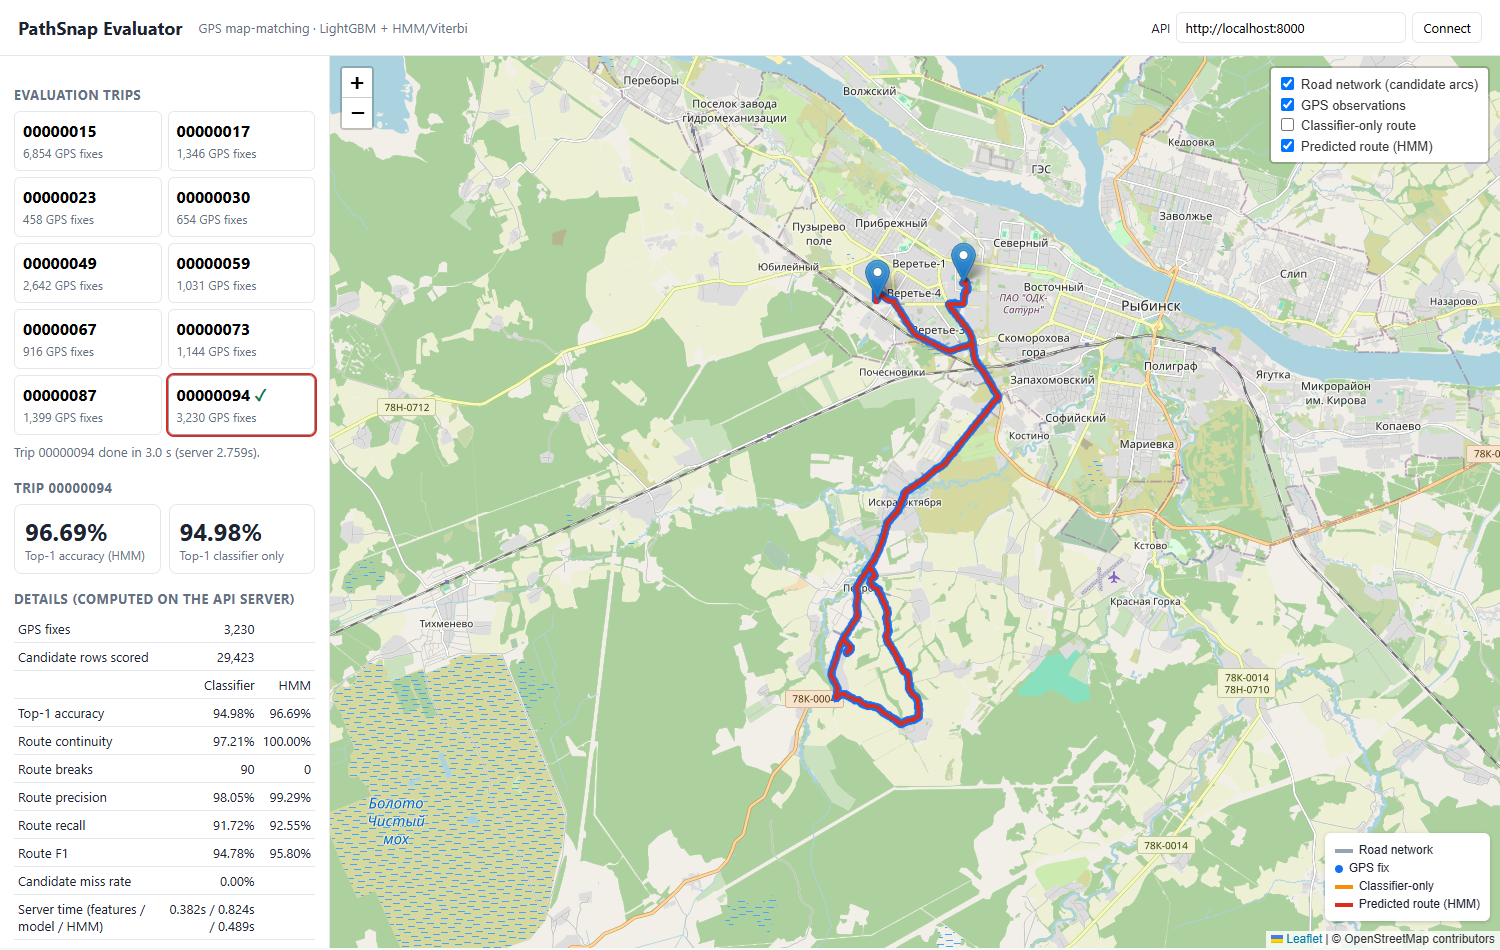 PathSnap Evaluator
GPS map-matching · LightGBM + HMM/Viterbi
API
http://localhost:8000
Connect
EVALUATION TRIPS
00000015
6,854 GPS fixes
00000017
1,346 GPS fixes
00000023
458 GPS fixes
00000030
654 GPS fixes
00000049
2,642 GPS fixes
00000059
1,031 GPS fixes
00000067
916 GPS fixes
00000073
1,144 GPS fixes
00000087
1,399 GPS fixes
00000094 ✓
3,230 GPS fixes
Trip 00000094 done in 3.0 s (server 2.759s).
TRIP 00000094
96.69%
Top-1 accuracy (HMM)
94.98%
Top-1 classifier only
DETAILS (COMPUTED ON THE API SERVER)
GPS fixes 3,230
Candidate rows scored 29,423
Classifier HMM
Top-1 accuracy 94.98% 96.69%
Route continuity 97.21% 100.00%
Route breaks 90 0
Route precision 98.05% 99.29%
Route recall 91.72% 92.55%
Route F1 94.78% 95.80%
Candidate miss rate 0.00%
Server time (features / 0.382s / 0.824s
model / HMM) / 0.489s
+
−
Road network (candidate arcs)
GPS observations
Classifier-only route
Predicted route (HMM)
Переборы
Волжский
Поселок завода
гидромеханизации
Кедровка
ГЭС
Заволжье
Прибрежный
Пузырево
поле
Северный
Юбилейный
Веретье-1
Слип
Веретье-4
Восточный
ПАО "ОДК-
Сатурн"
Рыбинск
Назарово
Веретье-3
Скоморохова
гора
Почесновики
Полиграф
Ягутка
Запахомовский
Микрорайон
им. Кирова
78Н-0712
Софийский
Копаево
Костино
Мариевка
78К-0
Искра Октября
Кстово
Петро
Красная Горка
Тихменево
78К-0014
78Н-0710
78К-0004
Болото
Чистый
мох
78К-0014
Road network
GPS fix
Classifier-only
Predicted route (HMM)
Leaflet | © OpenStreetMap contributors